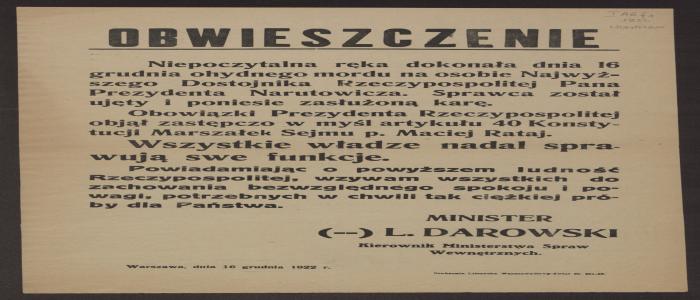 OBWIESZCZENIE
Niepoczytalna ręka dokonała dnia 16
grudnia ohydnego mordu na osobie Najwyż-
szego Dostojnika Rzeczypospolitej Pana
Prezydenta Narutowicza. Sprawca został
ujęty i poniesie zasłużoną karę.
Obowiązki Prezydenta Rzeczypospolitej
objął zastępczo w myśl artykułu 40 Konsty-
tucji Marszałek Sejmu p. Maciej Rataj.
Wszystkie władze nadal spra-
wują swe funkcje.
Powiadamiając o powyższem ludność
Rzeczypospolitej, wzywam wszystkich do
zachowania bezwzględnego spokoju i po-
wagi, potrzebnych w chwili tak ciężkiej pró-
by dla Państwa.
MINISTER
(—) L. DAROWSKI
Kierownik Ministerstwa Spraw
Wewnętrznych.
Warszawa, dnia 16 grudnia 1922 r.